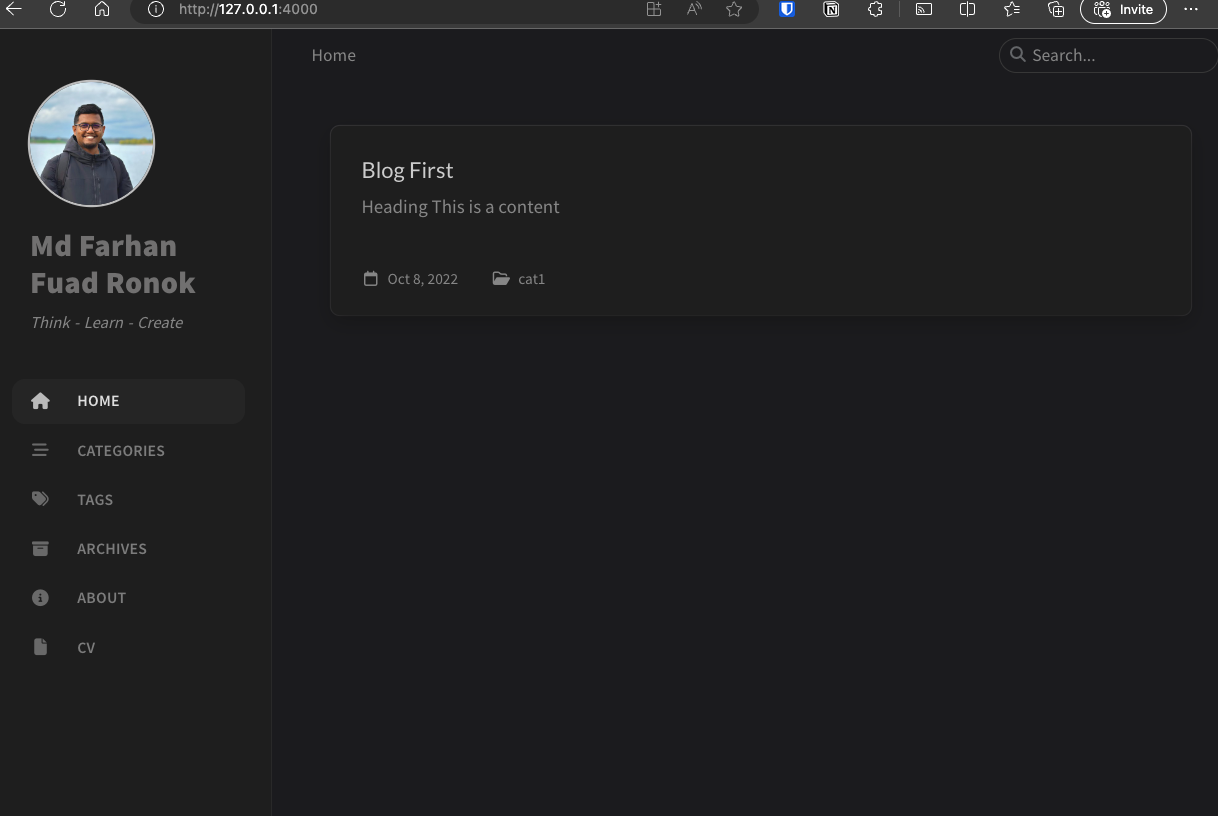 http://127.0.0.1:4000
Invite
Home
Search...
Md Farhan
Fuad Ronok
Think - Learn - Create
HOME
CATEGORIES
TAGS
ARCHIVES
ABOUT
CV
Blog First
Heading This is a content
Oct 8, 2022 cat1